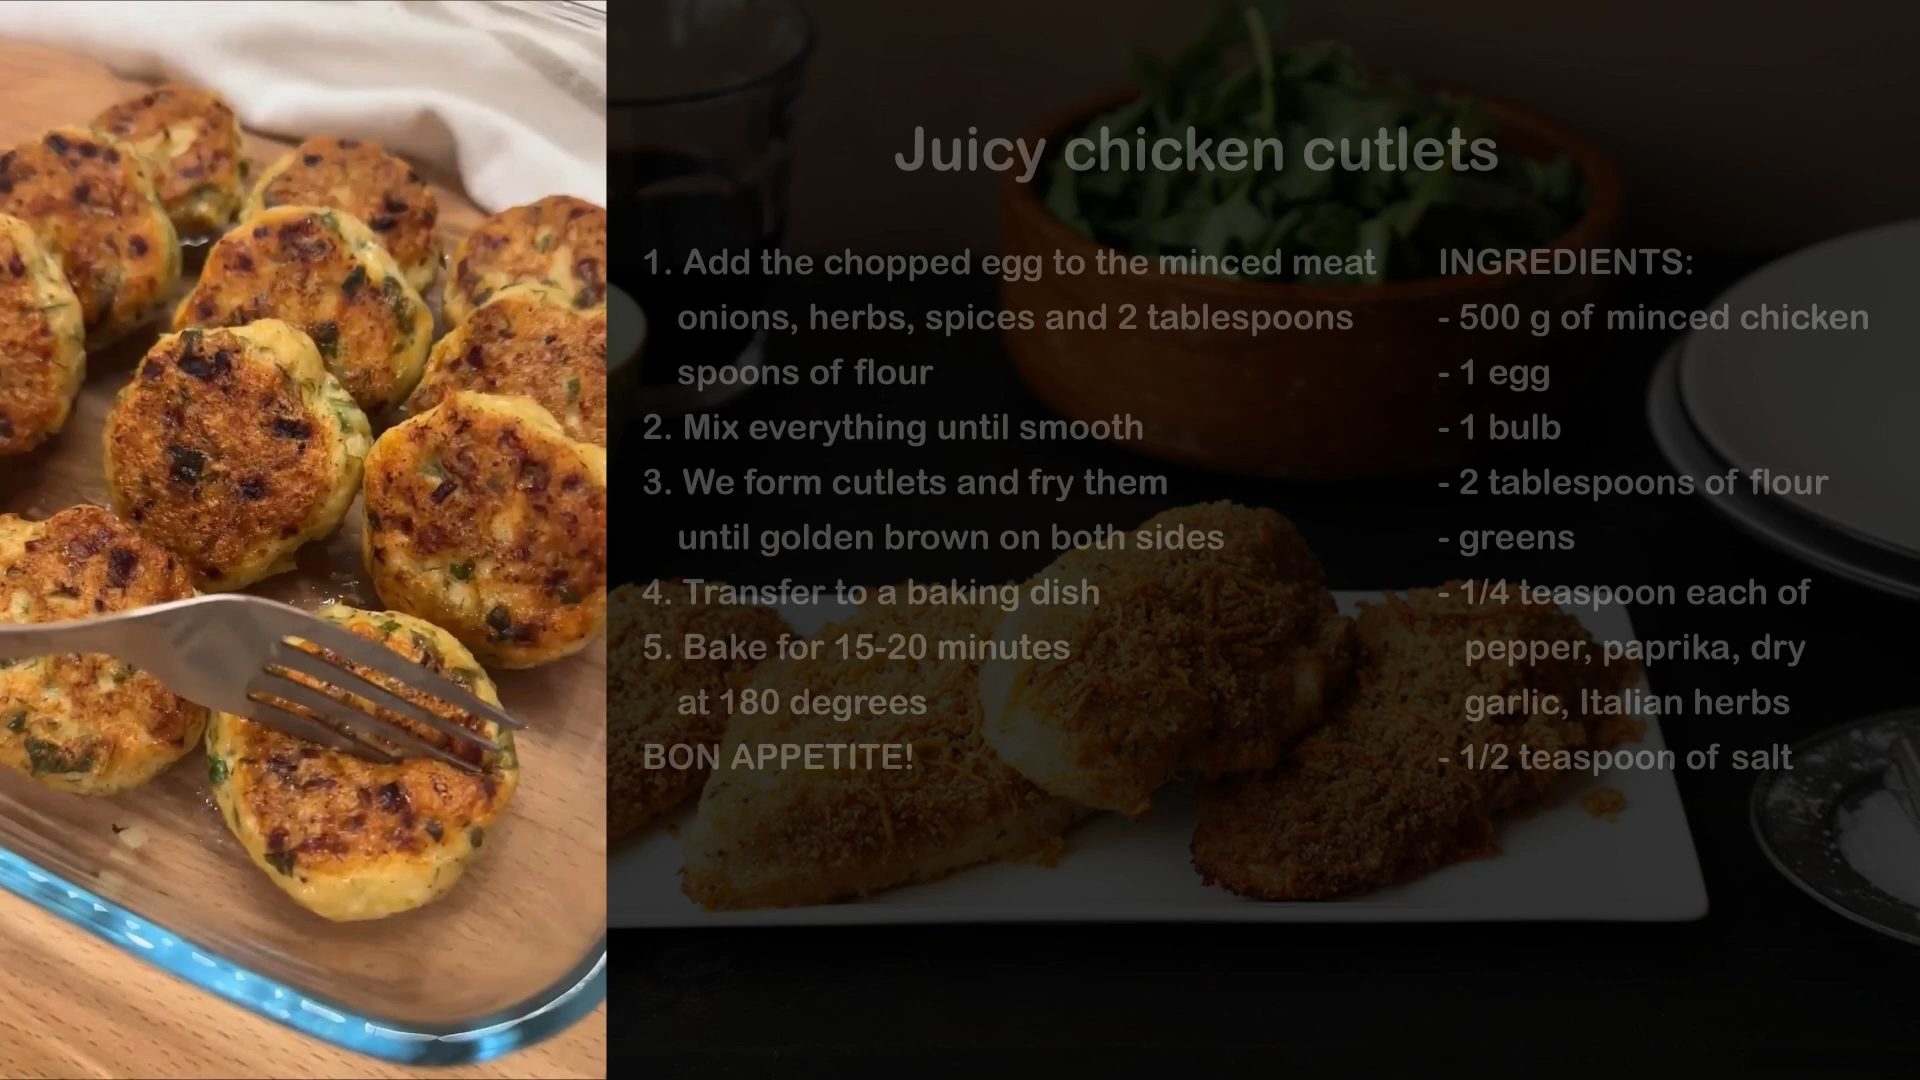 Juicy chicken cutlets
1. Add the chopped egg to the minced meat
onions, herbs, spices and 2 tablespoons
spoons of flour
2. Mix everything until smooth
3. We form cutlets and fry them
until golden brown on both sides
4. Transfer to a baking dish
5. Bake for 15-20 minutes
at 180 degrees
BON APPETITE!
INGREDIENTS:
- 500 g of minced chicken
- 1 egg
- 1 bulb
- 2 tablespoons of flour
- greens
- 1/4 teaspoon each of
pepper, paprika, dry
garlic, Italian herbs
- 1/2 teaspoon of salt